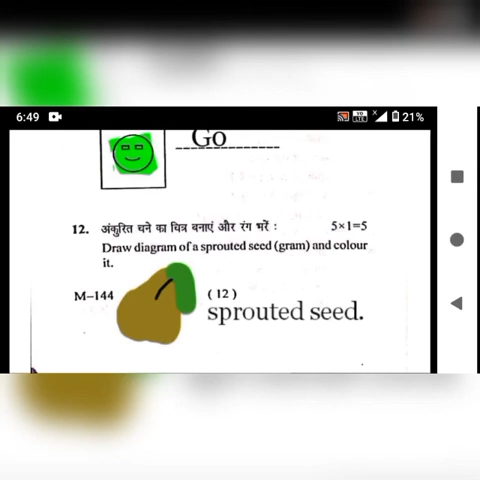 6:49 21%
Go
12. अंकुरित चने का चित्र बनाएं और रंग भरें : 5×1=5
Draw diagram of a sprouted seed (gram) and colour
it.
M–144 ( 12 )
sprouted seed.